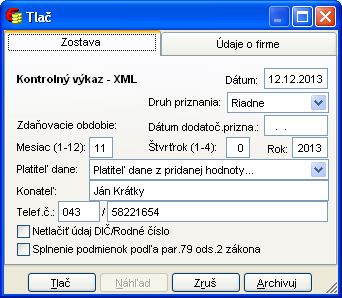 Tlač
Zostava
Údaje o firme
Kontrolný výkaz - XML
Dátum: 12.12.2013
Druh priznania: Riadne
Zdaňovacie obdobie:
Dátum dodatoč.prizna.: . .
Mesiac (1-12): 11
Štvrťrok (1-4): 0
Rok: 2013
Platiteľ dane: Platiteľ dane z pridanej hodnoty...
Konateľ: Ján Krátky
Telef.č.: 043 / 58221654
Netlačiť údaj DIČ/Rodné číslo
Splnenie podmienok podľa par.79 ods.2 zákona
Tlač
Náhľad
Zruš
Archivuj